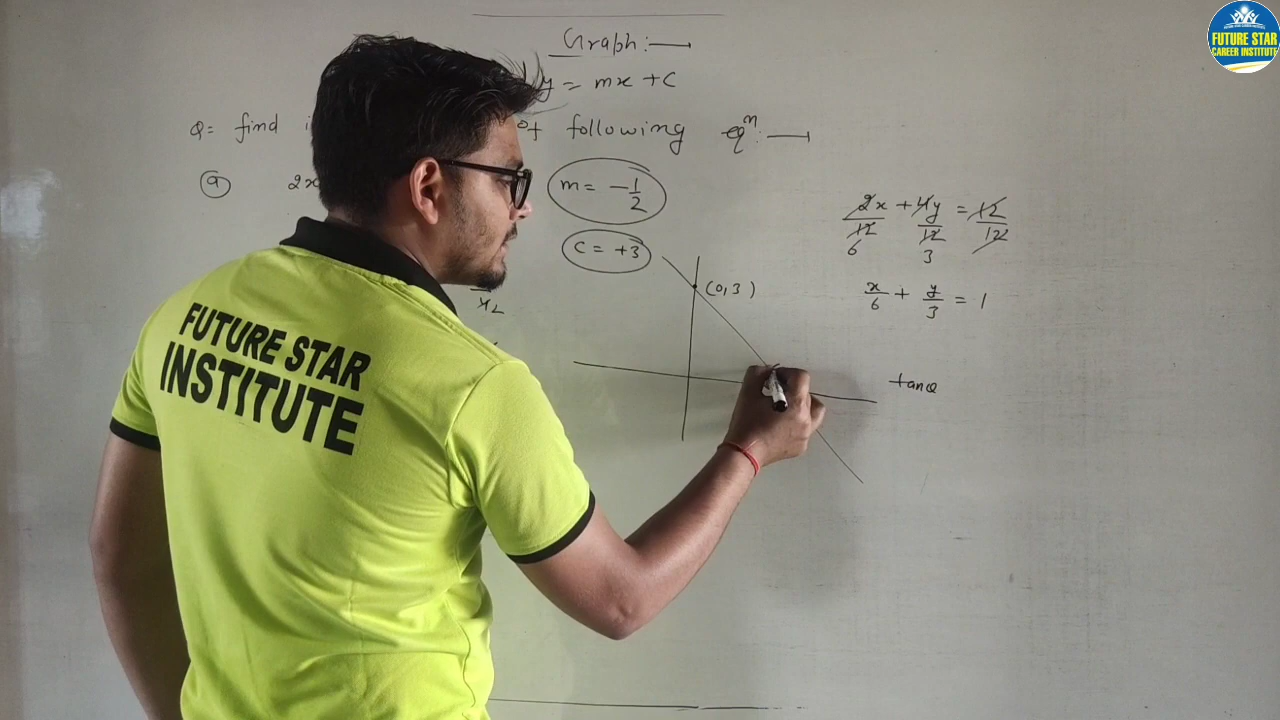 Graph:—
y = mx + c
Q= find of following eqⁿ:—
(a) 2x m = -1/2
c = +3
2x/12 + 4y/12 = 12/12
6 3
(0,3)
x/6 + y/3 = 1
tanθ
FUTURE STAR
INSTITUTE
FUTURE STAR
CAREER INSTITUTE